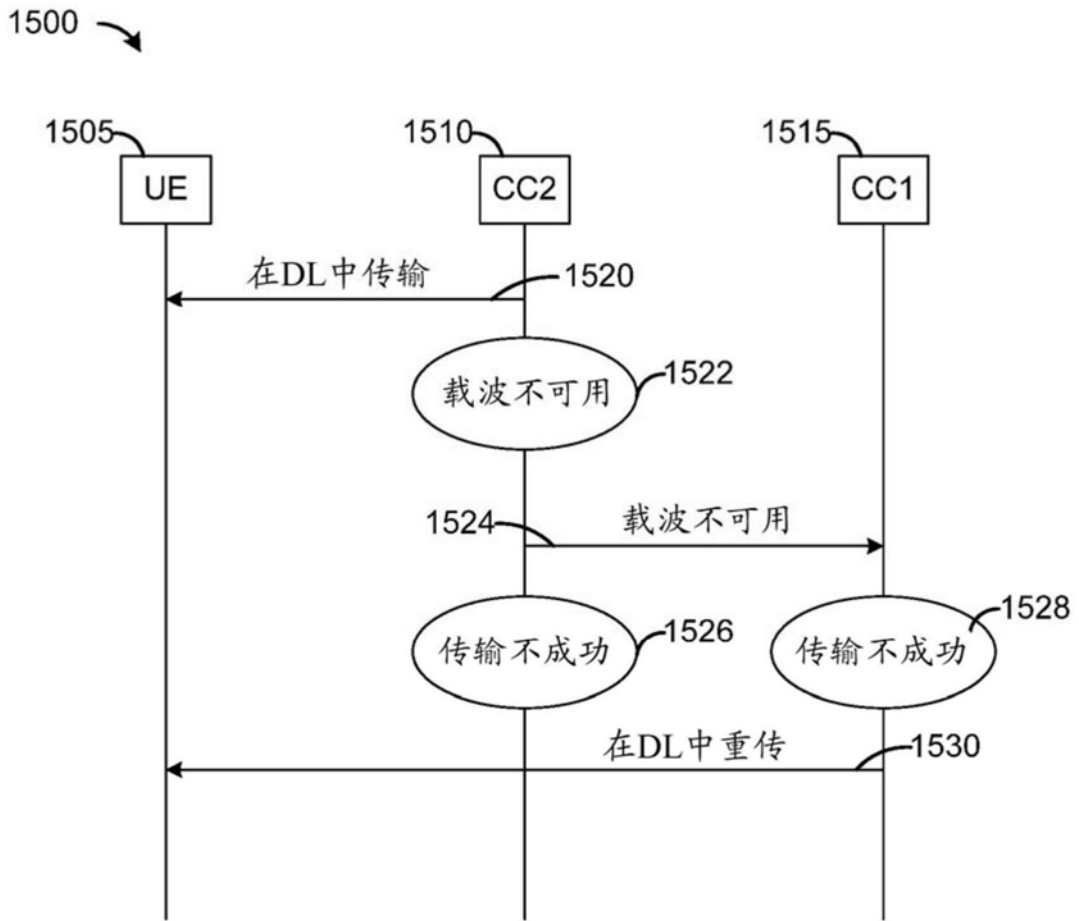 1500
1505
1510
1515
UE
CC2
CC1
在DL中传输
1520
载波不可用
1522
1524
载波不可用
传输不成功
1526
传输不成功
1528
在DL中重传
1530